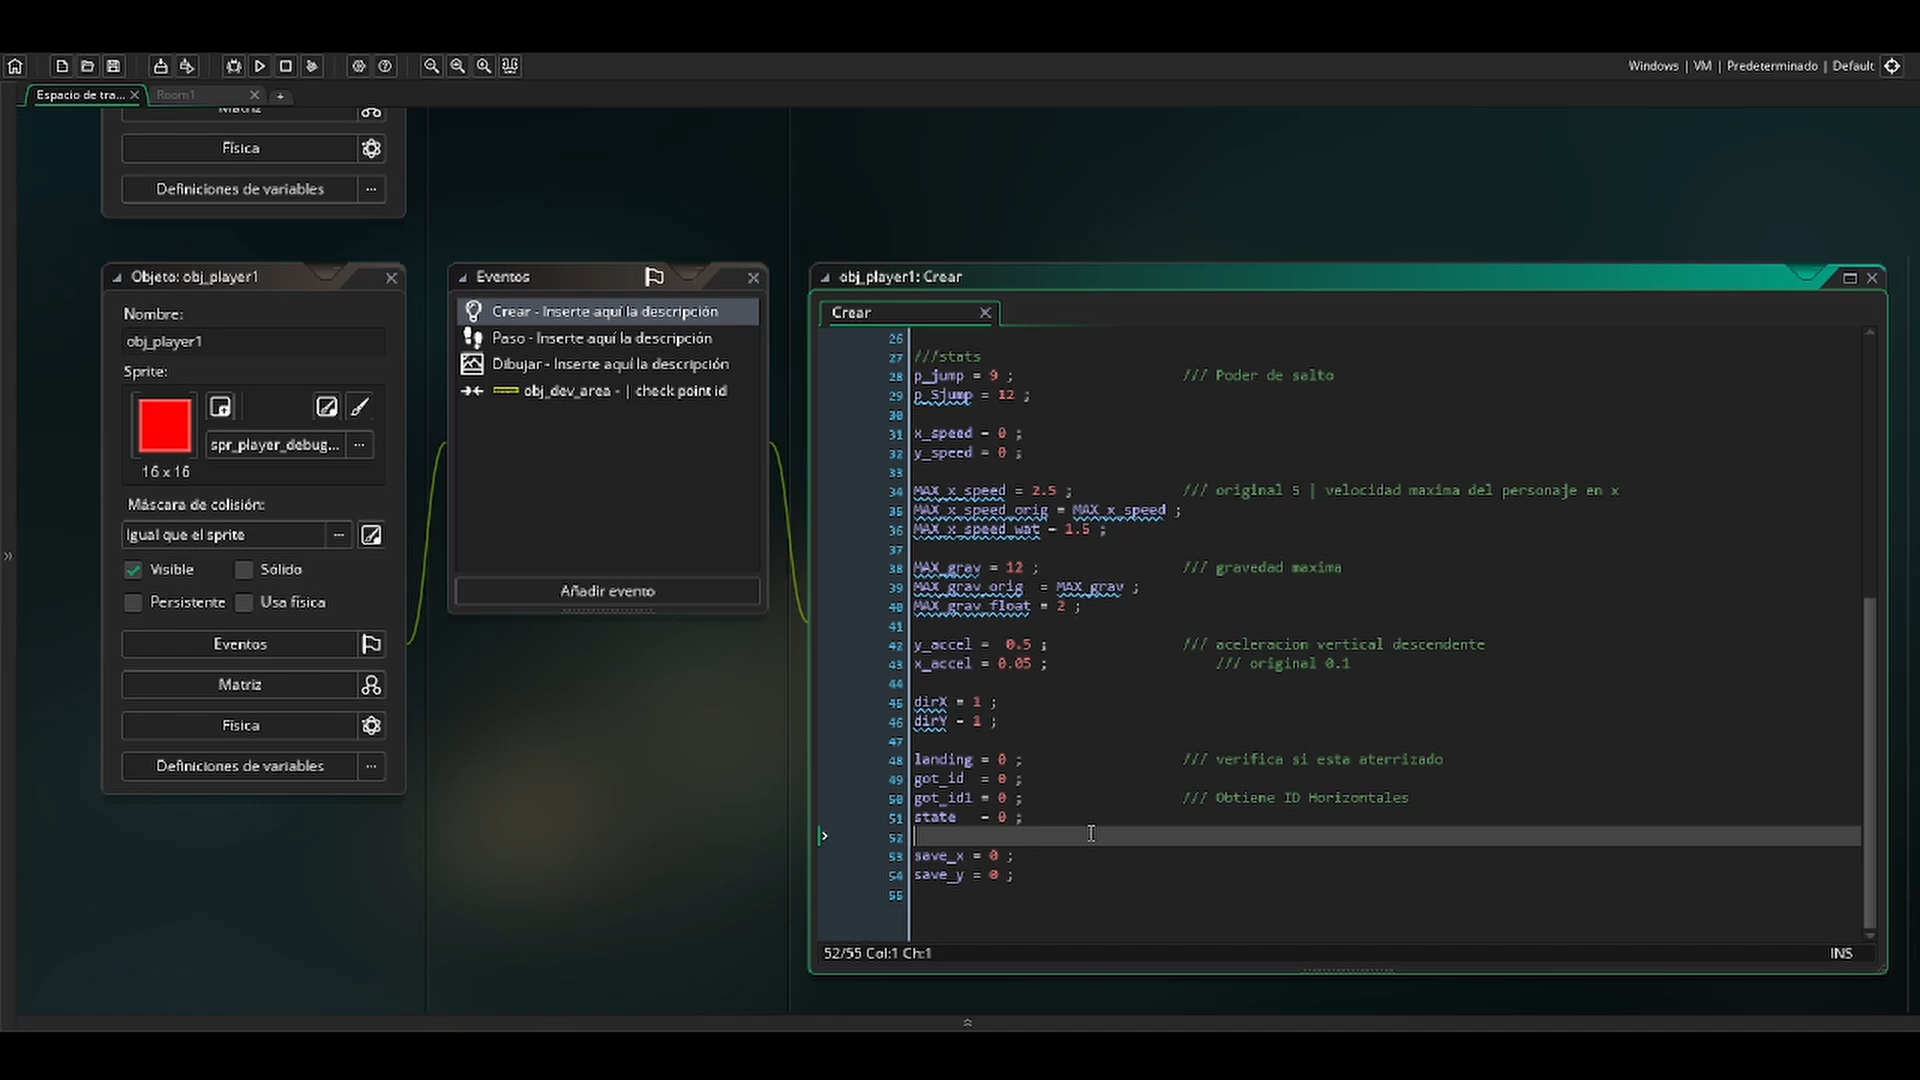 Windows | VM | Predeterminado | Default
Espacio de tra...
Room1
Matriz
Física
Definiciones de variables
Objeto: obj_player1
Nombre:
obj_player1
Sprite:
spr_player_debug...
16 x 16
Máscara de colisión:
Igual que el sprite
Visible
Sólido
Persistente
Usa física
Eventos
Matriz
Física
Definiciones de variables
Eventos
Crear - Inserte aquí la descripción
Paso - Inserte aquí la descripción
Dibujar - Inserte aquí la descripción
obj_dev_area - | check point id
Añadir evento
obj_player1: Crear
Crear
26
27 ///stats
28 p_jump = 9 ; /// Poder de salto
29 p_Sjump = 12 ;
30
31 x_speed = 0 ;
32 y_speed = 0 ;
33
34 MAX_x_speed = 2.5 ; /// original 5 | velocidad maxima del personaje en x
35 MAX_x_speed_orig = MAX_x_speed ;
36 MAX_x_speed_wat = 1.5 ;
37
38 MAX_grav = 12 ; /// gravedad maxima
39 MAX_grav_orig = MAX_grav ;
40 MAX_grav_float = 2 ;
41
42 y_accel = 0.5 ; /// aceleracion vertical descendente
43 x_accel = 0.05 ; /// original 0.1
44
45 dirX = 1 ;
46 dirY = 1 ;
47
48 landing = 0 ; /// verifica si esta aterrizado
49 got_id = 0 ;
50 got_id1 = 0 ; /// Obtiene ID Horizontales
51 state = 0 ;
52
53 save_x = 0 ;
54 save_y = 0 ;
55
52/55 Col:1 Ch:1
INS